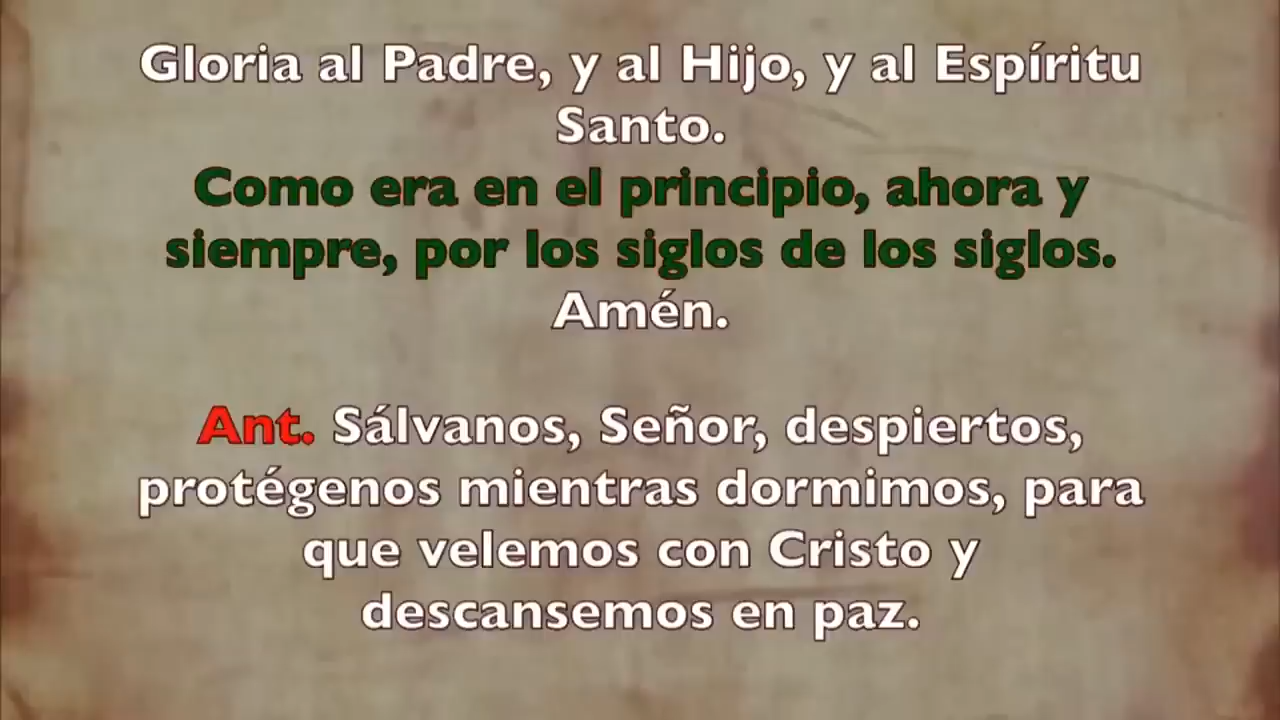 Gloria al Padre, y al Hijo, y al Espíritu
Santo.
Como era en el principio, ahora y
siempre, por los siglos de los siglos.
Amén.
Ant. Sálvanos, Señor, despiertos,
protégenos mientras dormimos, para
que velemos con Cristo y
descansemos en paz.